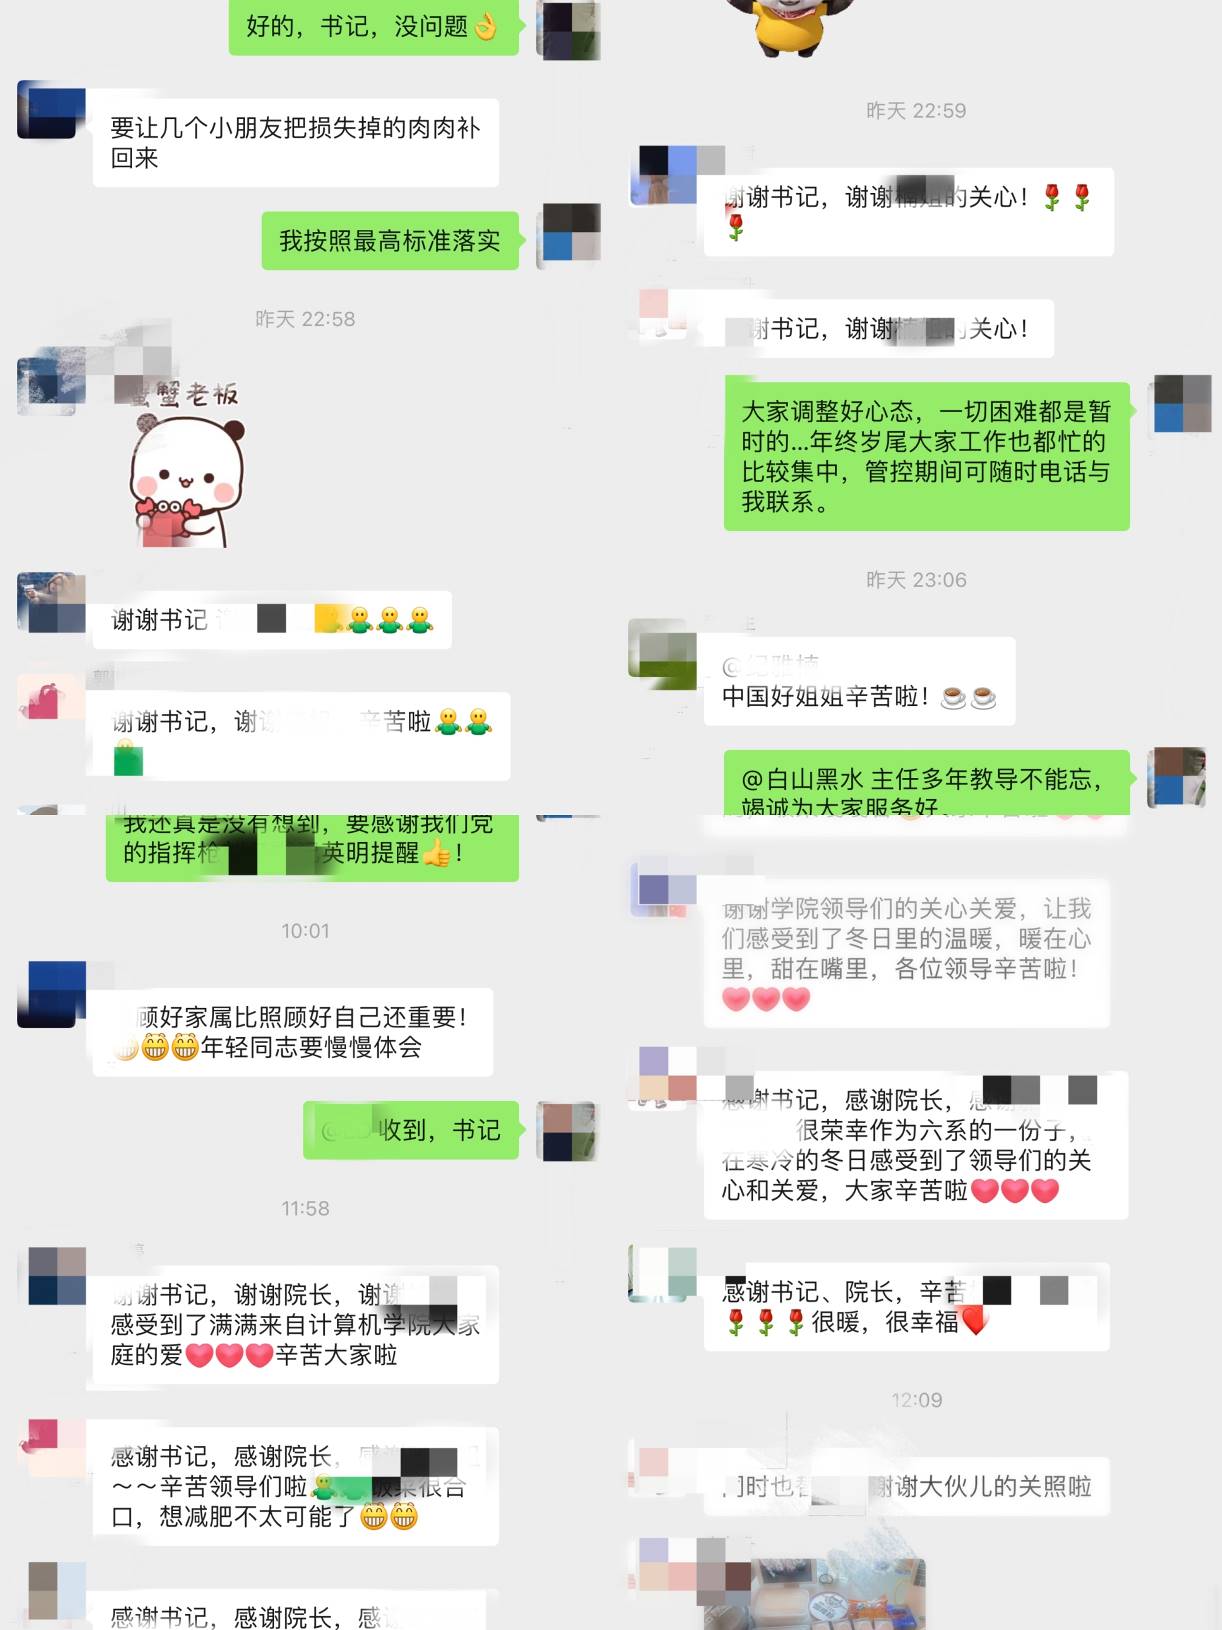 好的，书记，没问题👌
要让几个小朋友把损失掉的肉肉补
回来
我按照最高标准落实
昨天 22:58
蟹老板
谢谢书记
谢谢书记，谢
辛苦啦
昨天 22:59
谢谢书记，谢谢
的关心！🌹🌹
🌹
谢书记，谢谢
关心！
大家调整好心态，一切困难都是暂
时的...年终岁尾大家工作也都忙的
比较集中，管控期间可随时电话与
我联系。
昨天 23:06
中国好姐姐辛苦啦！☕☕
@白山黑水 主任多年教导不能忘，
竭诚为大家服务好。
我还真是没有想到，要感谢我们党
的指挥枪
英明提醒👍！
10:01
顾好家属比照顾好自己还重要！
😁😁😁年轻同志要慢慢体会
收到，书记
11:58
谢谢书记，谢谢院长，谢谢
感受到了满满来自计算机学院大家
庭的爱💗💗💗辛苦大家啦
感谢书记，感谢院长，
～～辛苦领导们啦
饭菜很合
口，想减肥不太可能了😁😁
感谢书记，感谢院长，感
谢谢学院领导们的关心关爱，让我
们感受到了冬日里的温暖，暖在心
里，甜在嘴里，各位领导辛苦啦！
💗💗💗
感谢书记，感谢院长，
很荣幸作为六系的一份子，
在寒冷的冬日感受到了领导们的关
心和关爱，大家辛苦啦💗💗💗
感谢书记、院长，辛苦
🌹🌹🌹很暖，很幸福❤
12:09
同时也
谢谢大伙儿的关照啦